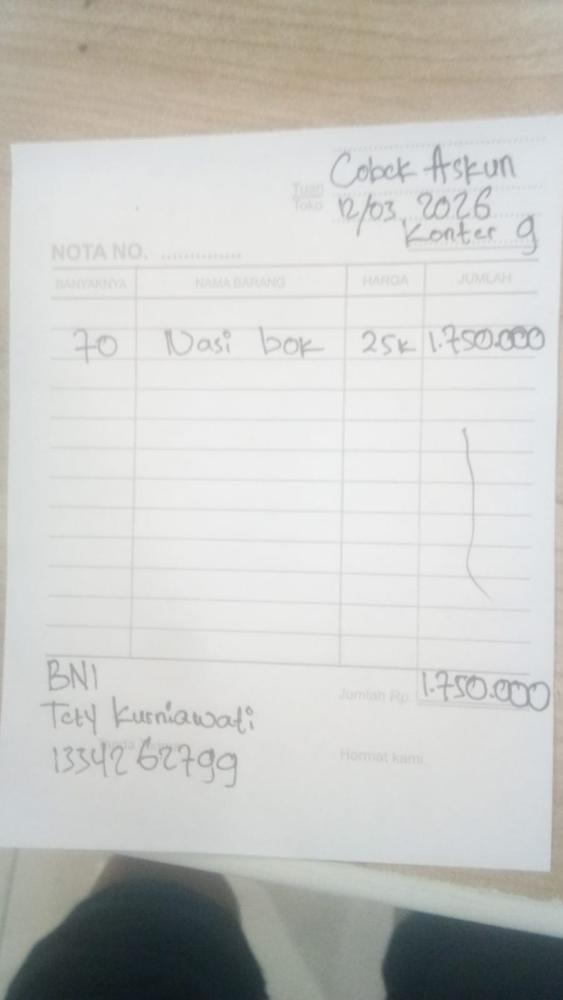 Cobek Askun
Tuan
Toko
12/03, 2026
Konter 9
NOTA NO. ..............
BANYAKNYA NAMA BARANG HARGA JUMLAH
70 Nasi bok 25k 1.750.000
BNI
Jumlah Rp. 1.750.000
Tety Kurniawati
1334262799
Hormat kami,